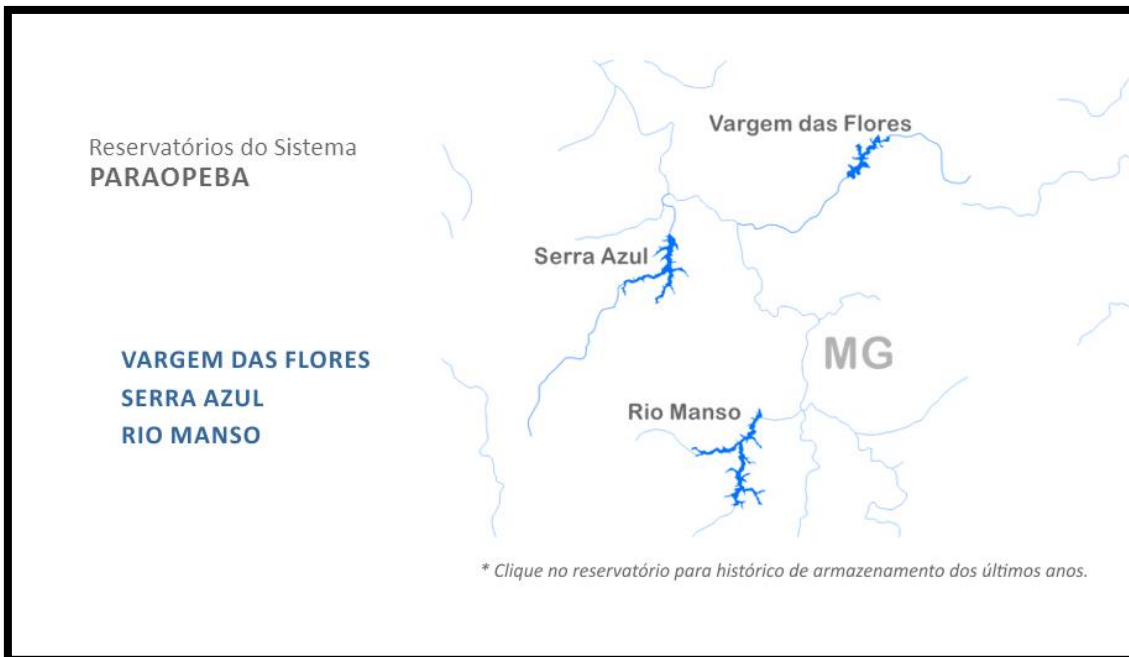 Reservatórios do Sistema
PARAOPEBA
VARGEM DAS FLORES
SERRA AZUL
RIO MANSO
Vargem das Flores
Serra Azul
MG
Rio Manso
* Clique no reservatório para histórico de armazenamento dos últimos anos.